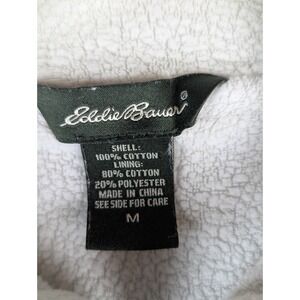 Eddie Bauer®
SHELL:
100% COTTON
LINING:
80% COTTON
20% POLYESTER
MADE IN CHINA
SEE SIDE FOR CARE
M